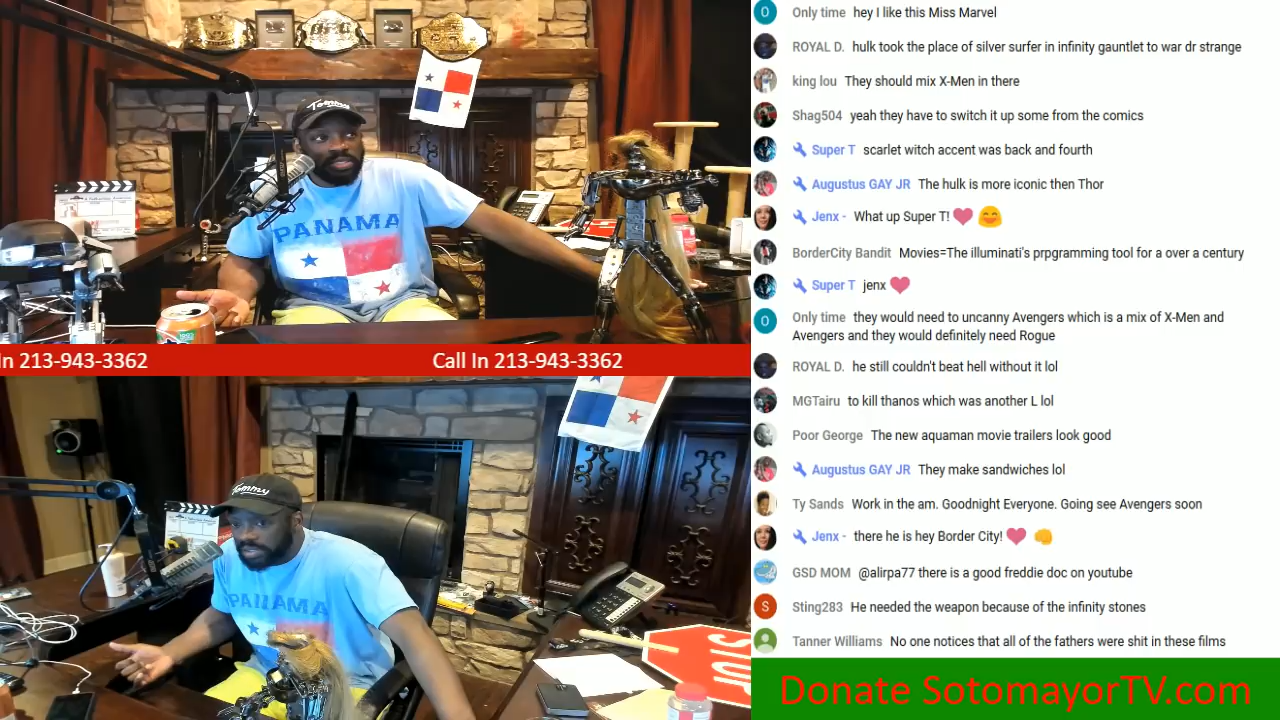 Tommy
PANAMA
In 213-943-3362
Call In 213-943-3362
Tommy
PANAMA
STOP
Only time hey I like this Miss Marvel
ROYAL D. hulk took the place of silver surfer in infinity gauntlet to war dr strange
king lou They should mix X-Men in there
Shag504 yeah they have to switch it up some from the comics
Super T scarlet witch accent was back and fourth
Augustus GAY JR The hulk is more iconic then Thor
Jenx - What up Super T! ❤️ 🤗
BorderCity Bandit Movies=The illuminati's prpgramming tool for a over a century
Super T jenx ❤️
Only time they would need to uncanny Avengers which is a mix of X-Men and
Avengers and they would definitely need Rogue
ROYAL D. he still couldn't beat hell without it lol
MGTairu to kill thanos which was another L lol
Poor George The new aquaman movie trailers look good
Augustus GAY JR They make sandwiches lol
Ty Sands Work in the am. Goodnight Everyone. Going see Avengers soon
Jenx - there he is hey Border City! ❤️ 👊
GSD MOM @alirpa77 there is a good freddie doc on youtube
Sting283 He needed the weapon because of the infinity stones
Tanner Williams No one notices that all of the fathers were shit in these films
Donate SotomayorTV.com